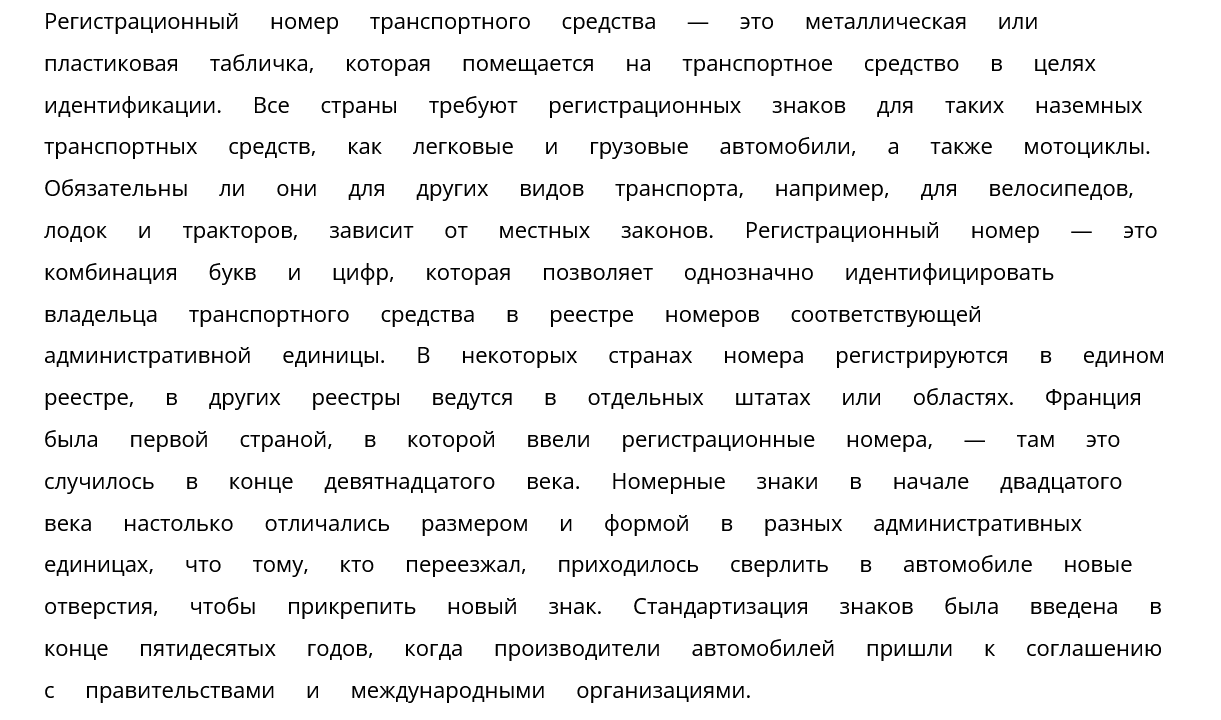 Регистрационный номер транспортного средства — это металлическая или
пластиковая табличка, которая помещается на транспортное средство в целях
идентификации. Все страны требуют регистрационных знаков для таких наземных
транспортных средств, как легковые и грузовые автомобили, а также мотоциклы.
Обязательны ли они для других видов транспорта, например, для велосипедов,
лодок и тракторов, зависит от местных законов. Регистрационный номер — это
комбинация букв и цифр, которая позволяет однозначно идентифицировать
владельца транспортного средства в реестре номеров соответствующей
административной единицы. В некоторых странах номера регистрируются в едином
реестре, в других реестры ведутся в отдельных штатах или областях. Франция
была первой страной, в которой ввели регистрационные номера, — там это
случилось в конце девятнадцатого века. Номерные знаки в начале двадцатого
века настолько отличались размером и формой в разных административных
единицах, что тому, кто переезжал, приходилось сверлить в автомобиле новые
отверстия, чтобы прикрепить новый знак. Стандартизация знаков была введена в
конце пятидесятых годов, когда производители автомобилей пришли к соглашению
с правительствами и международными организациями.